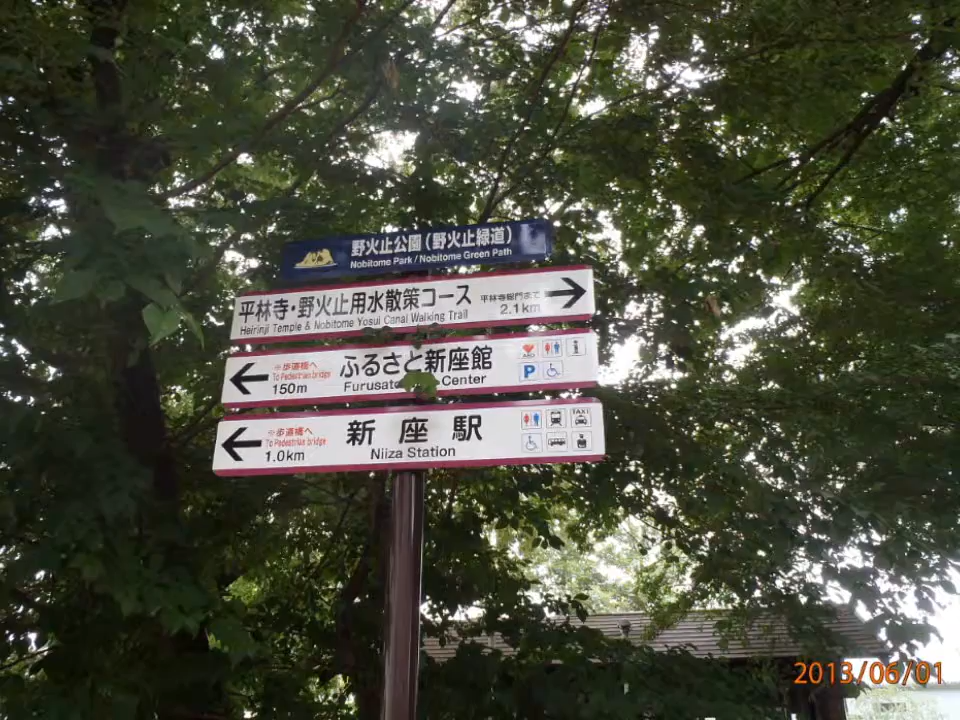 野火止公園(野火止緑道)
Nobitome Park / Nobitome Green Path
平林寺・野火止用水散策コース
Heirinji Temple & Nobitome Yosui Canal Walking Trail
平林寺総門まで
2.1km
※歩道橋へ
To Pedestrian bridge
150m
ふるさと新座館
Center
P
※歩道橋へ
To Pedestrian bridge
1.0km
新座駅
Niiza Station
TAXI
2013/06/01